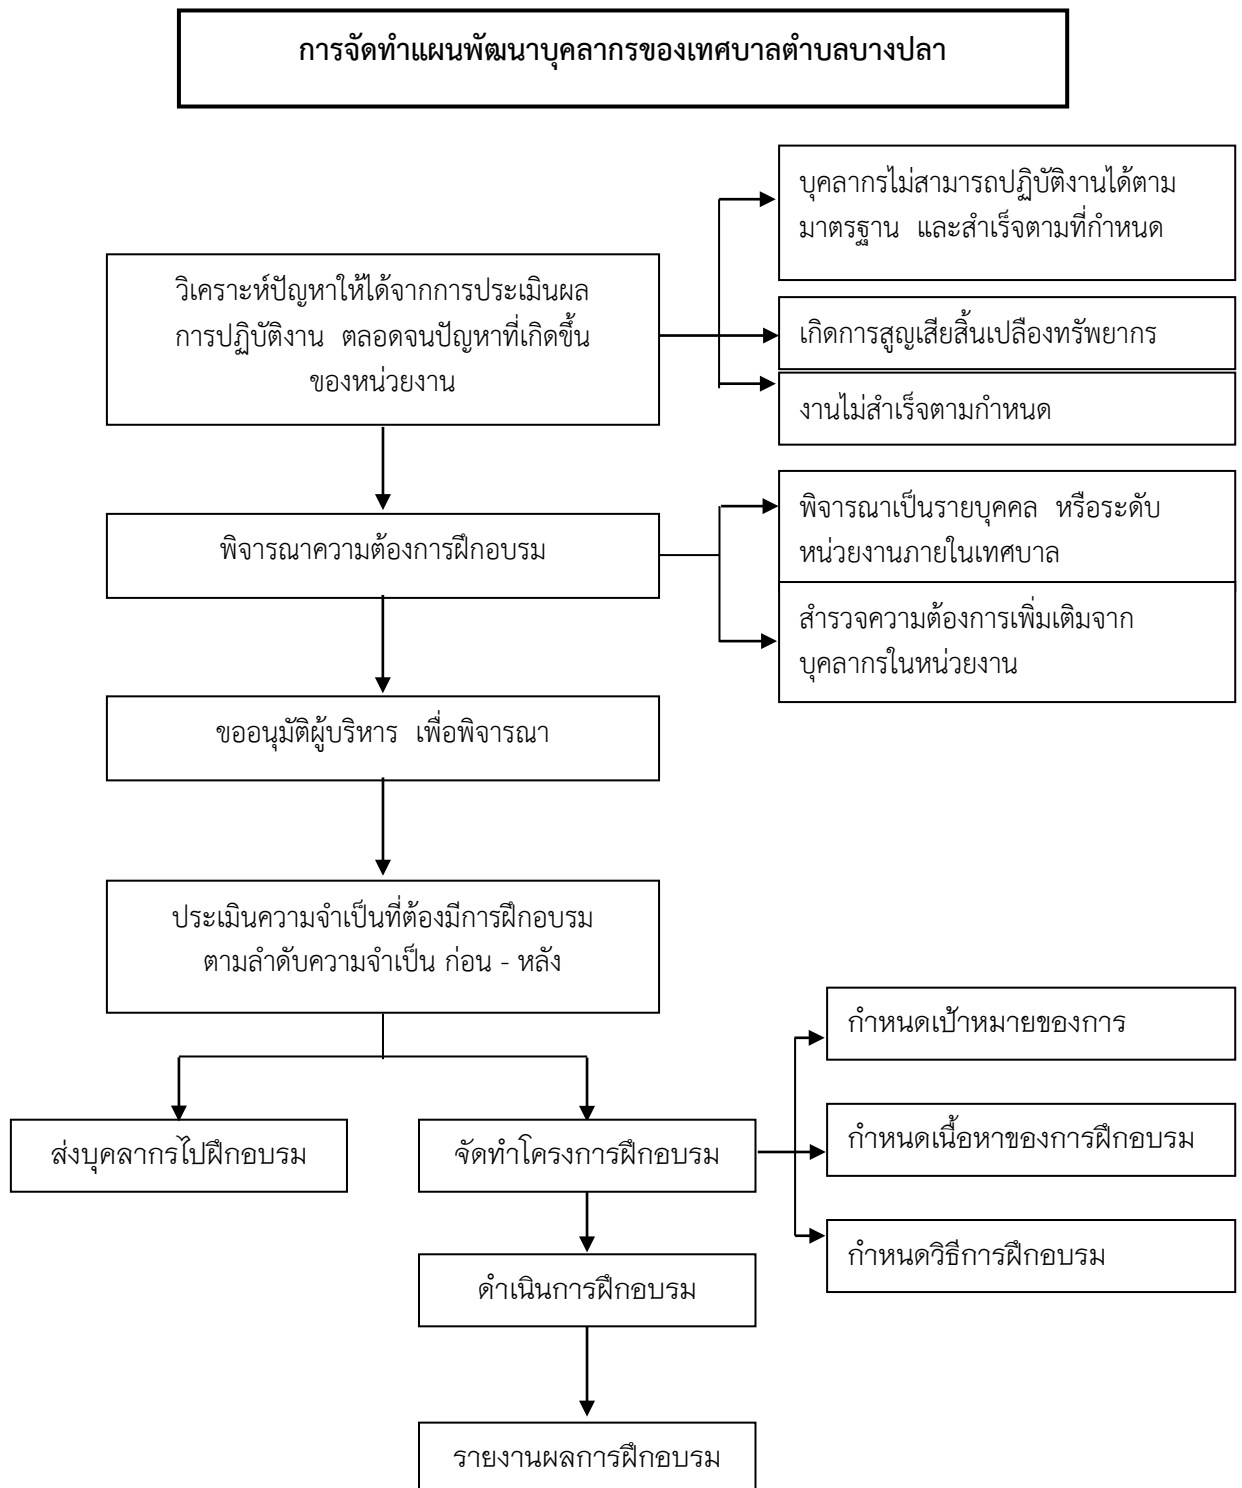 การจัดทำแผนพัฒนาบุคลากรของเทศบาลตำบลบางปลา
บุคลากรไม่สามารถปฏิบัติงานได้ตาม
มาตรฐาน และสำเร็จตามที่กำหนด
วิเคราะห์ปัญหาให้ได้จากการประเมินผล
การปฏิบัติงาน ตลอดจนปัญหาที่เกิดขึ้น
ของหน่วยงาน
เกิดการสูญเสียสิ้นเปลืองทรัพยากร
งานไม่สำเร็จตามกำหนด
พิจารณาความต้องการฝึกอบรม
พิจารณาเป็นรายบุคคล หรือระดับ
หน่วยงานภายในเทศบาล
สำรวจความต้องการเพิ่มเติมจาก
บุคลากรในหน่วยงาน
ขออนุมัติผู้บริหาร เพื่อพิจารณา
ประเมินความจำเป็นที่ต้องมีการฝึกอบรม
ตามลำดับความจำเป็น ก่อน - หลัง
ส่งบุคลากรไปฝึกอบรม
จัดทำโครงการฝึกอบรม
กำหนดเป้าหมายของการ
กำหนดเนื้อหาของการฝึกอบรม
กำหนดวิธีการฝึกอบรม
ดำเนินการฝึกอบรม
รายงานผลการฝึกอบรม